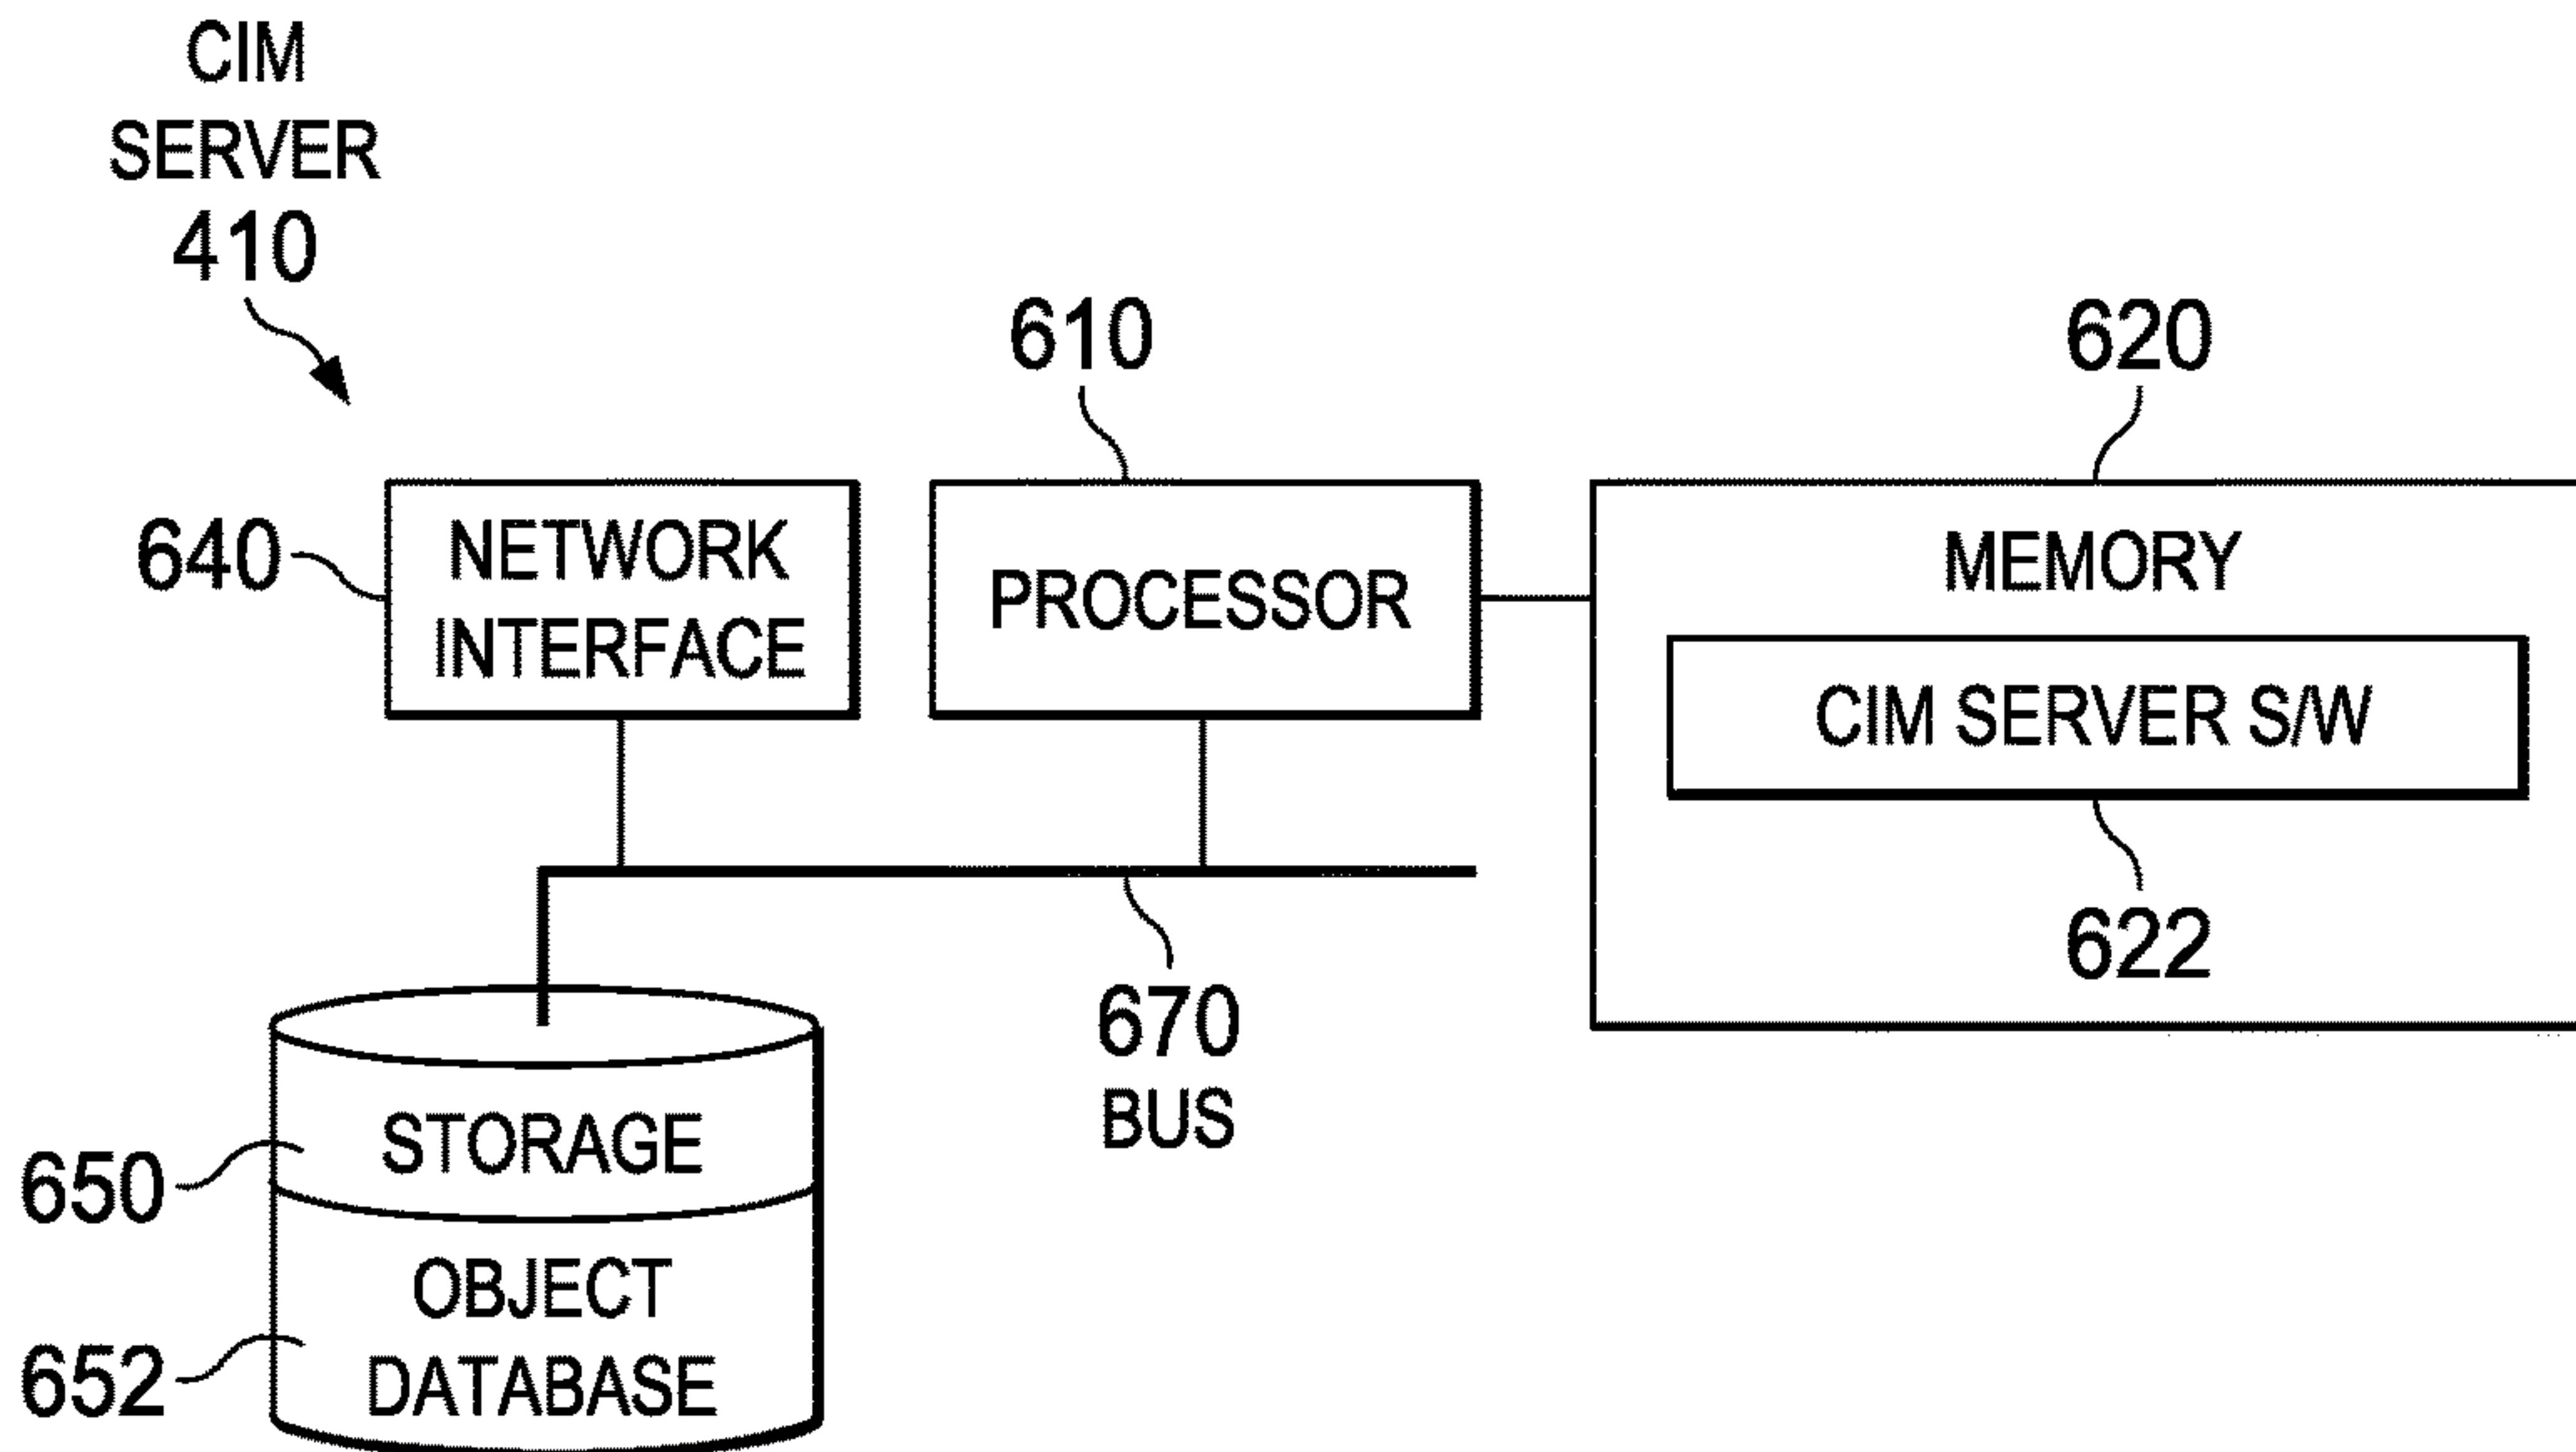 CIM
SERVER
410
610
620
640
NETWORK
INTERFACE
PROCESSOR
MEMORY
CIM SERVER S/W
622
670
BUS
650
STORAGE
652
OBJECT
DATABASE